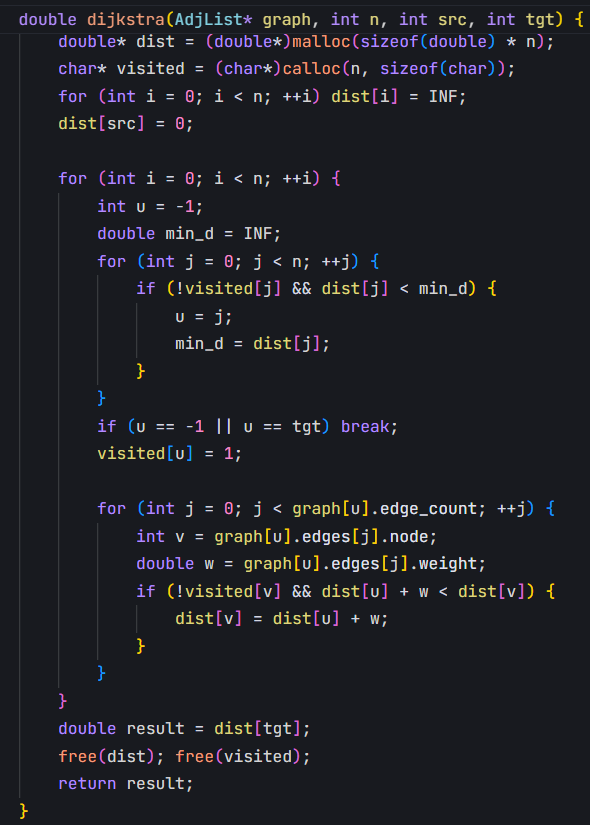 double dijkstra(AdjList* graph, int n, int src, int tgt) {
    double* dist = (double*)malloc(sizeof(double) * n);
    char* visited = (char*)calloc(n, sizeof(char));
    for (int i = 0; i < n; ++i) dist[i] = INF;
    dist[src] = 0;

    for (int i = 0; i < n; ++i) {
        int u = -1;
        double min_d = INF;
        for (int j = 0; j < n; ++j) {
            if (!visited[j] && dist[j] < min_d) {
                u = j;
                min_d = dist[j];
            }
        }
        if (u == -1 || u == tgt) break;
        visited[u] = 1;

        for (int j = 0; j < graph[u].edge_count; ++j) {
            int v = graph[u].edges[j].node;
            double w = graph[u].edges[j].weight;
            if (!visited[v] && dist[u] + w < dist[v]) {
                dist[v] = dist[u] + w;
            }
        }
    }
    double result = dist[tgt];
    free(dist); free(visited);
    return result;
}